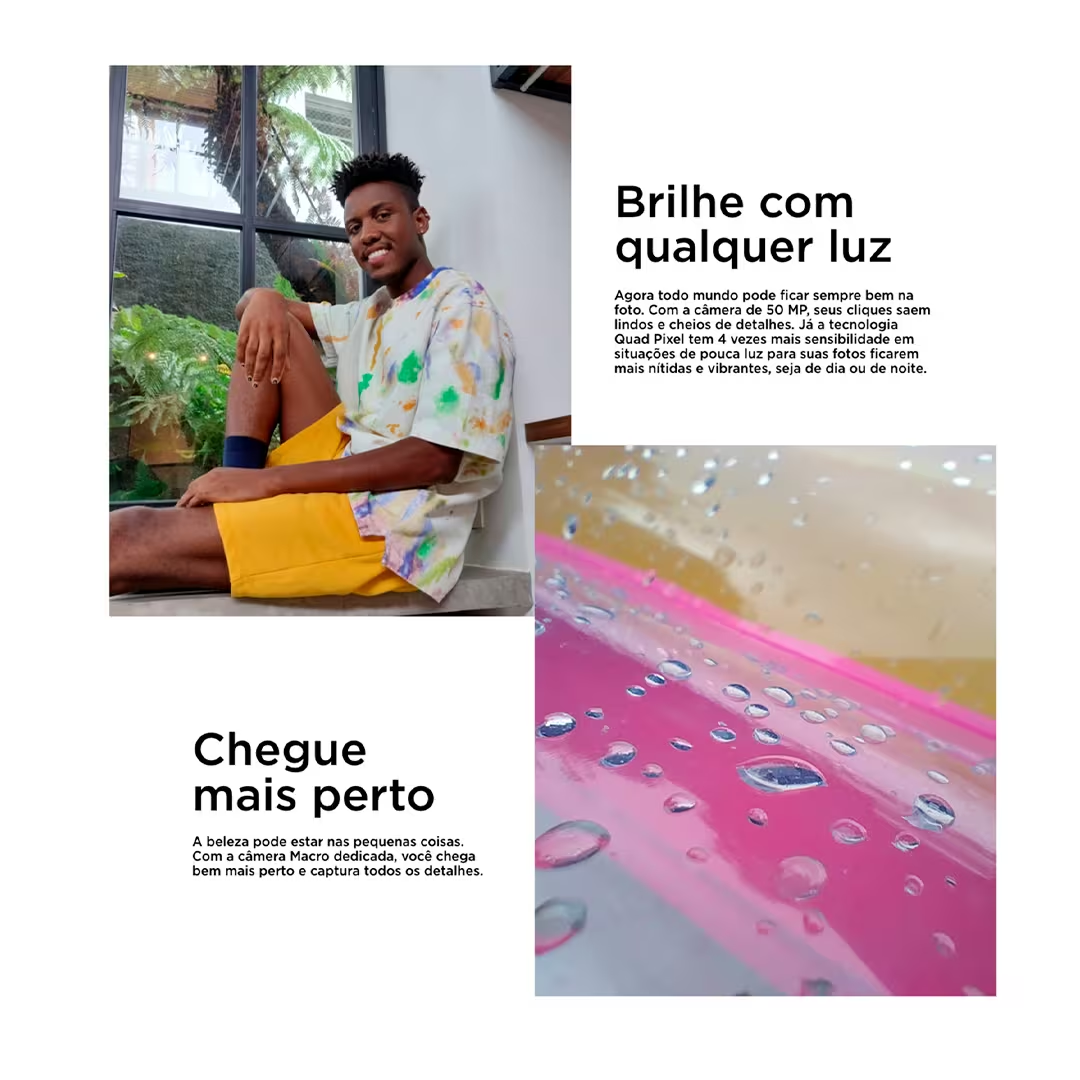 Brilhe com
qualquer luz
Agora todo mundo pode ficar sempre bem na
foto. Com a câmera de 50 MP, seus cliques saem
lindos e cheios de detalhes. Já a tecnologia
Quad Pixel tem 4 vezes mais sensibilidade em
situações de pouca luz para suas fotos ficarem
mais nítidas e vibrantes, seja de dia ou de noite.
Chegue
mais perto
A beleza pode estar nas pequenas coisas.
Com a câmera Macro dedicada, você chega
bem mais perto e captura todos os detalhes.